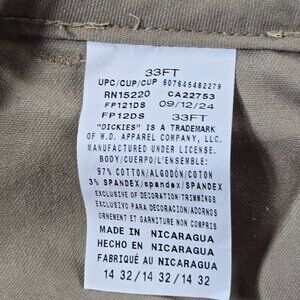 33FT
UPC/CUP/CUP 607645482279
RN15220 CA22753
FP121DS 09/12/24
FP12DS 33FT
"DICKIES" IS A TRADEMARK
OF W.D. APPAREL COMPANY, LLC.
MANUFACTURED UNDER LICENSE.
BODY/CUERPO/L'ENSEMBLE:
97% COTTON/ALGODÓN/COTON
3% SPANDEX/spandex/SPANDEX
EXCLUSIVE OF DECORATION/TRIMMINGS
EXCLUSIVO PARA DECORACION/ADORNOS
ORNEMENT ET GARNITURE NON COMPRIS
MADE IN NICARAGUA
HECHO EN NICARAGUA
FABRIQUÉ AU NICARAGUA
14 32/14 32/14 32